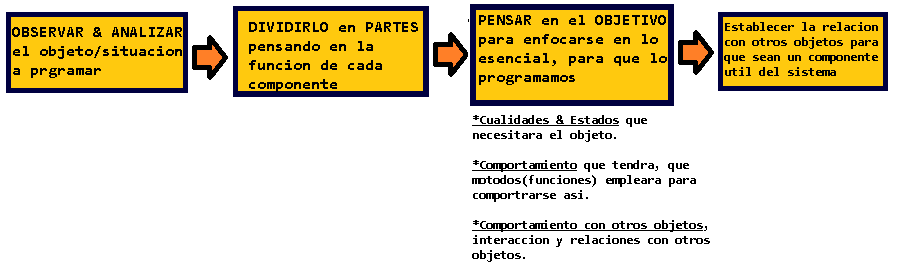 OBSERVAR & ANALIZAR
el objeto/situacion
a prgramar
DIVIDIRLO en PARTES
pensando en la
funcion de cada
componente
PENSAR en el OBJETIVO
para enfocarse en lo
esencial, para que lo
programamos
Establecer la relacion
con otros objetos para
que sean un componente
util del sistema
*Cualidades & Estados que
necesitara el objeto.
*Comportamiento que tendra, que
motodos(funciones) empleara para
comportrarse asi.
*Comportamiento con otros objetos,
interaccion y relaciones con otros
objetos.